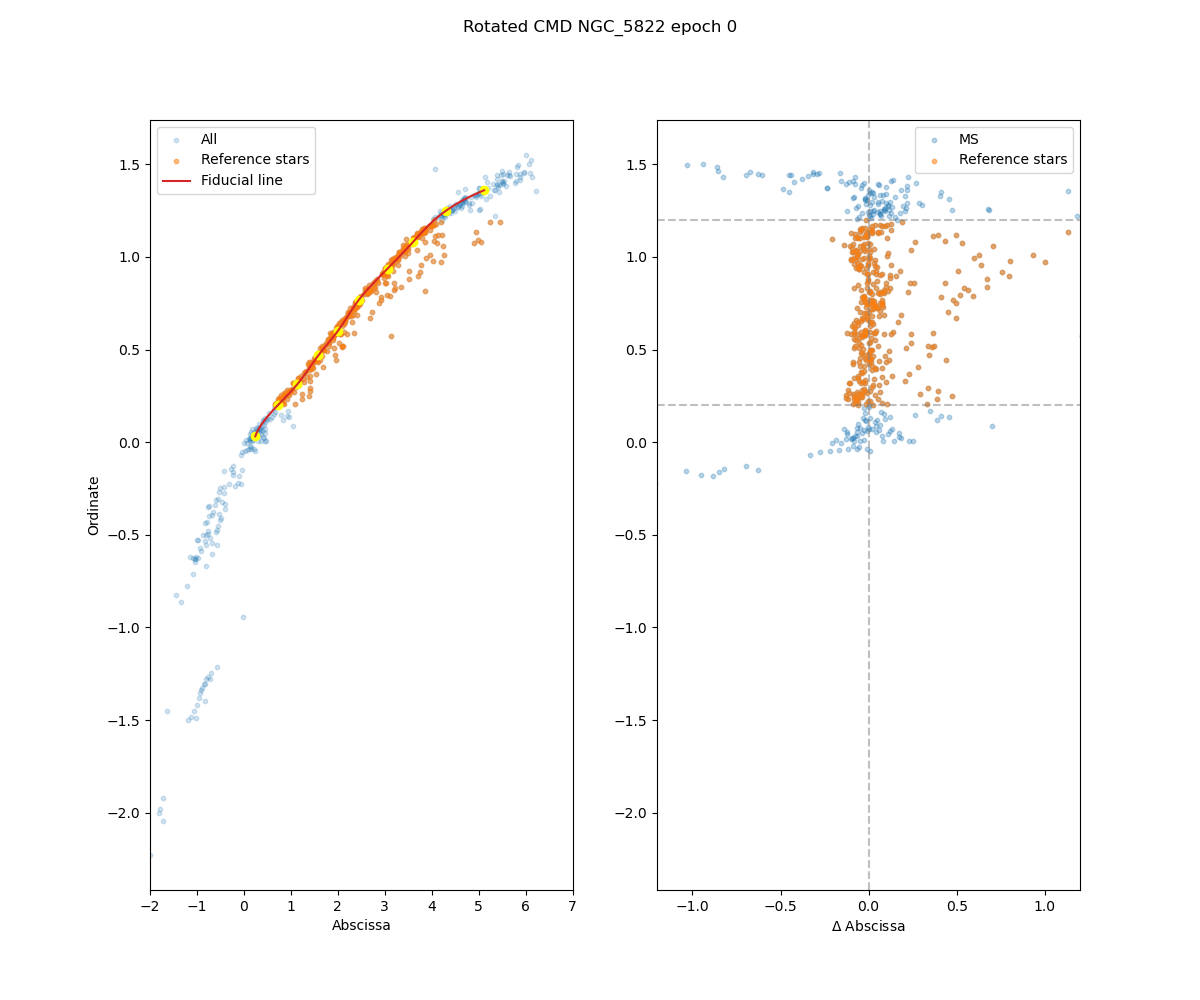 Rotated CMD NGC_5822 epoch 0
All
Reference stars
Fiducial line
Ordinate
1.5
1.0
0.5
0.0
−0.5
−1.0
−1.5
−2.0
−2 −1 0 1 2 3 4 5 6 7
Abscissa
MS
Reference stars
1.5
1.0
0.5
0.0
−0.5
−1.0
−1.5
−2.0
−1.0 −0.5 0.0 0.5 1.0
Δ Abscissa